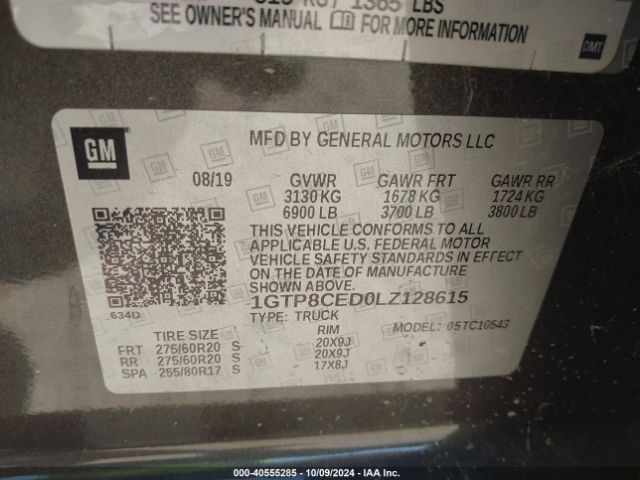 1365 LBS
SEE OWNER'S MANUAL FOR MORE INFORMATION
DMT
GM
MFD BY GENERAL MOTORS LLC
08/19 GVWR GAWR FRT GAWR RR
3130 KG 1678 KG 1724 KG
6900 LB 3700 LB 3800 LB
THIS VEHICLE CONFORMS TO ALL
APPLICABLE U.S. FEDERAL MOTOR
VEHICLE SAFETY STANDARDS IN EFFECT
ON THE DATE OF MANUFACTURE SHOWN ABOVE.
1GTP8CED0LZ128615
634D
TYPE: TRUCK MODEL: 05TC10543
TIRE SIZE RIM
FRT 275/60R20 S 20X9J
RR 275/60R20 S 20X9J
SPA 255/80R17 S 17X8J
000-40555285 - 10/09/2024 - IAA Inc.